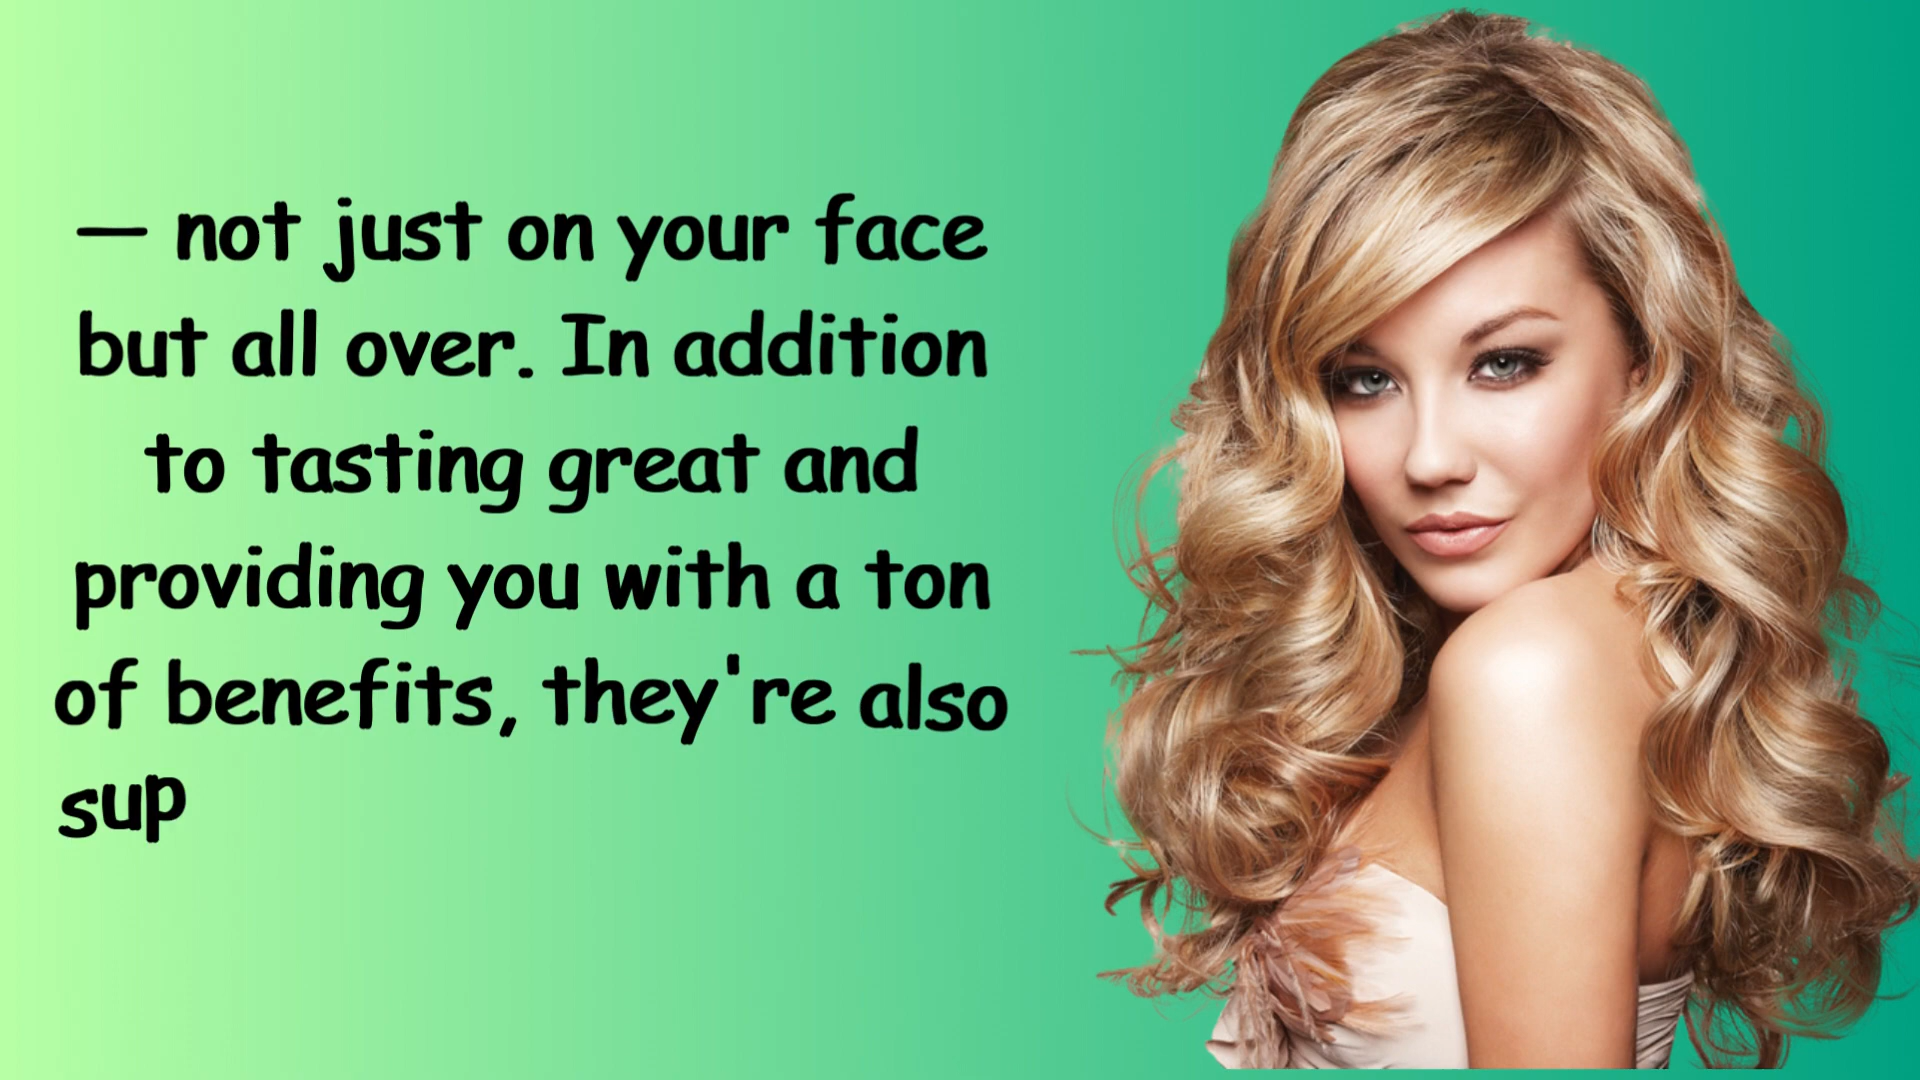 — not just on your face
but all over. In addition
to tasting great and
providing you with a ton
of benefits, they're also
sup